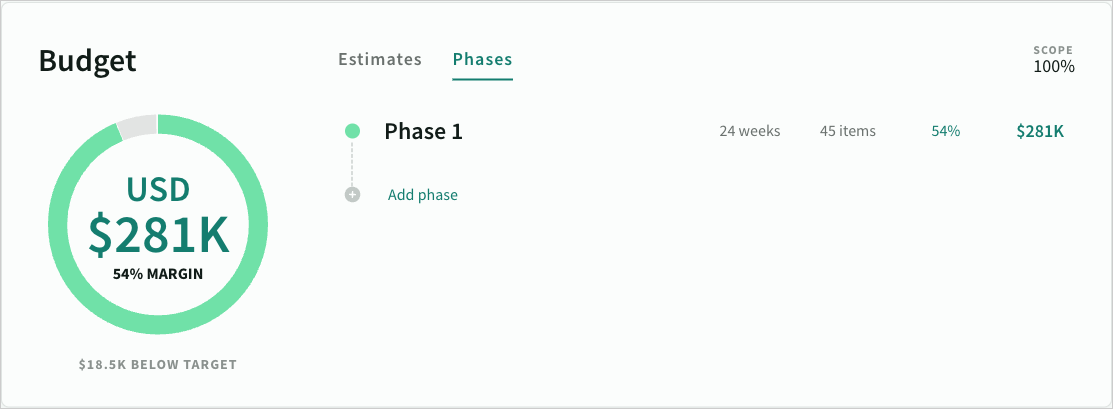 Budget
Estimates
Phases
SCOPE
100%
Phase 1
24 weeks
45 items
54%
$281K
Add phase
USD
$281K
54% MARGIN
$18.5K BELOW TARGET